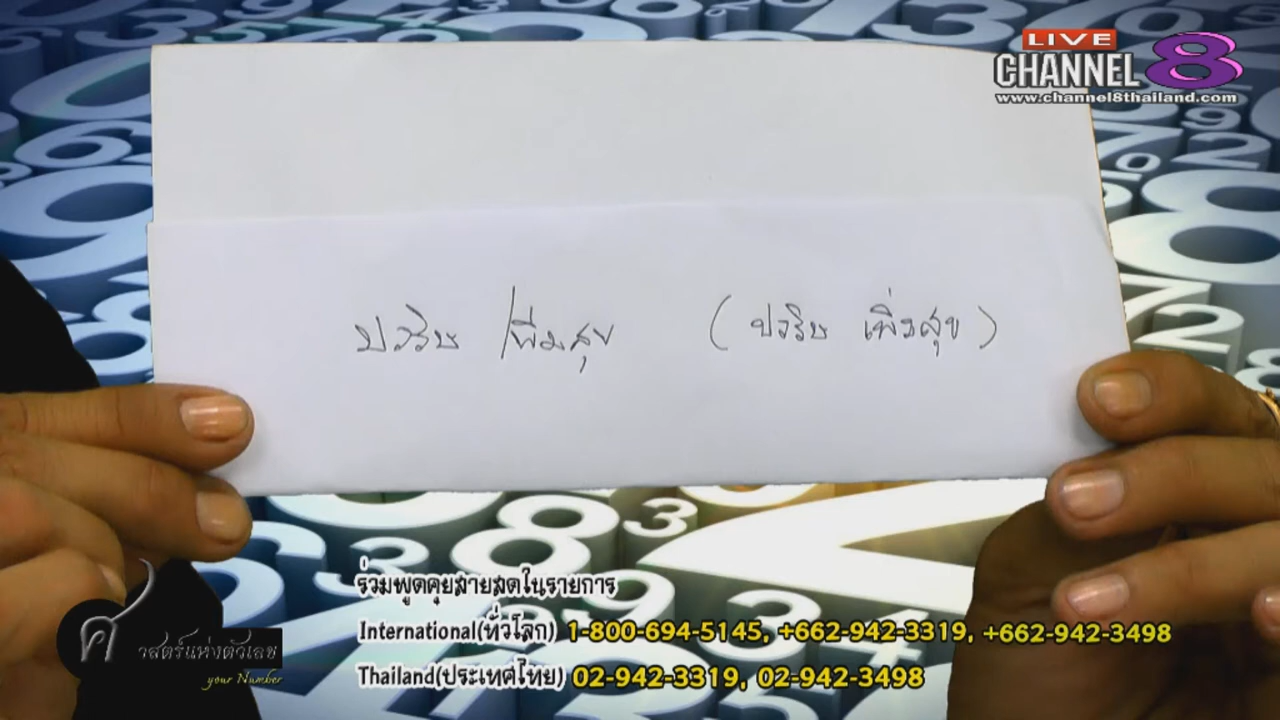 LIVE
CHANNEL 8
www.channel8thailand.com
ปวริษ เพิ่มสุข (ปวริษ เพิ่มสุข)
ร่วมพูดคุยสายสดในรายการ
International(ทั่วโลก) 1-800-694-5145, +662-942-3319, +662-942-3498
Thailand(ประเทศไทย) 02-942-3319, 02-942-3498
ศวสตร์แห่งตัวเลข
your Number